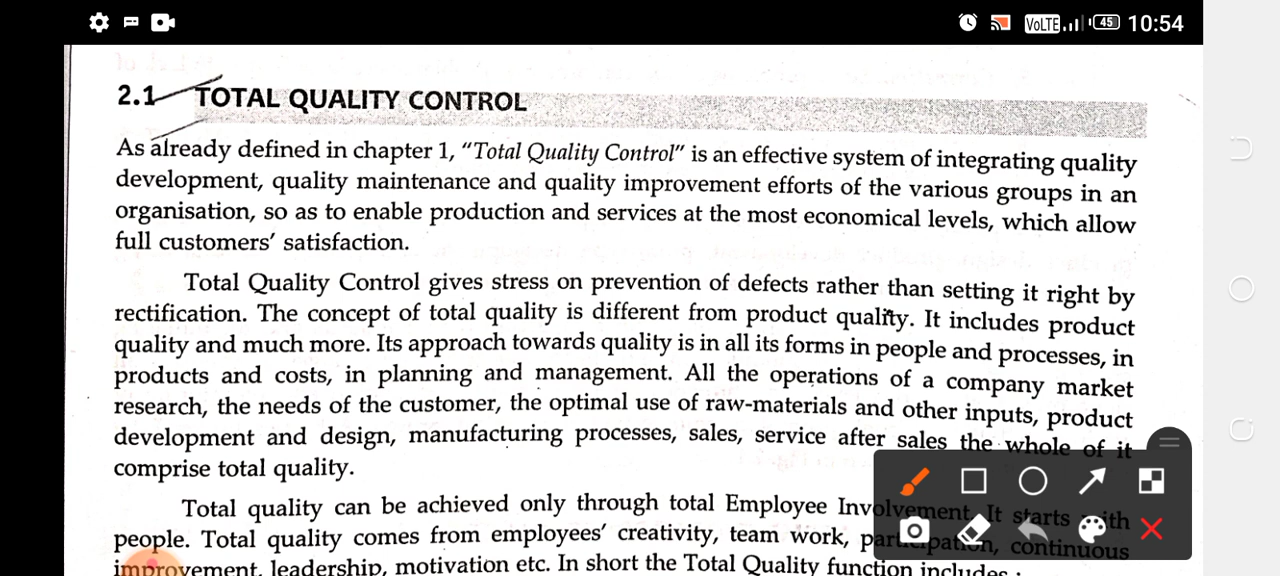 VoLTE 45 10:54
2.1 TOTAL QUALITY CONTROL
As already defined in chapter 1, “Total Quality Control” is an effective system of integrating quality
development, quality maintenance and quality improvement efforts of the various groups in an
organisation, so as to enable production and services at the most economical levels, which allow
full customers’ satisfaction.
Total Quality Control gives stress on prevention of defects rather than setting it right by
rectification. The concept of total quality is different from product quality. It includes product
quality and much more. Its approach towards quality is in all its forms in people and processes, in
products and costs, in planning and management. All the operations of a company market
research, the needs of the customer, the optimal use of raw-materials and other inputs, product
development and design, manufacturing processes, sales, service after sales the whole of it
comprise total quality.
Total quality can be achieved only through total Employee Involvement. It starts with
people. Total quality comes from employees’ creativity, team work, participation, continuous
improvement, leadership, motivation etc. In short the Total Quality function includes :